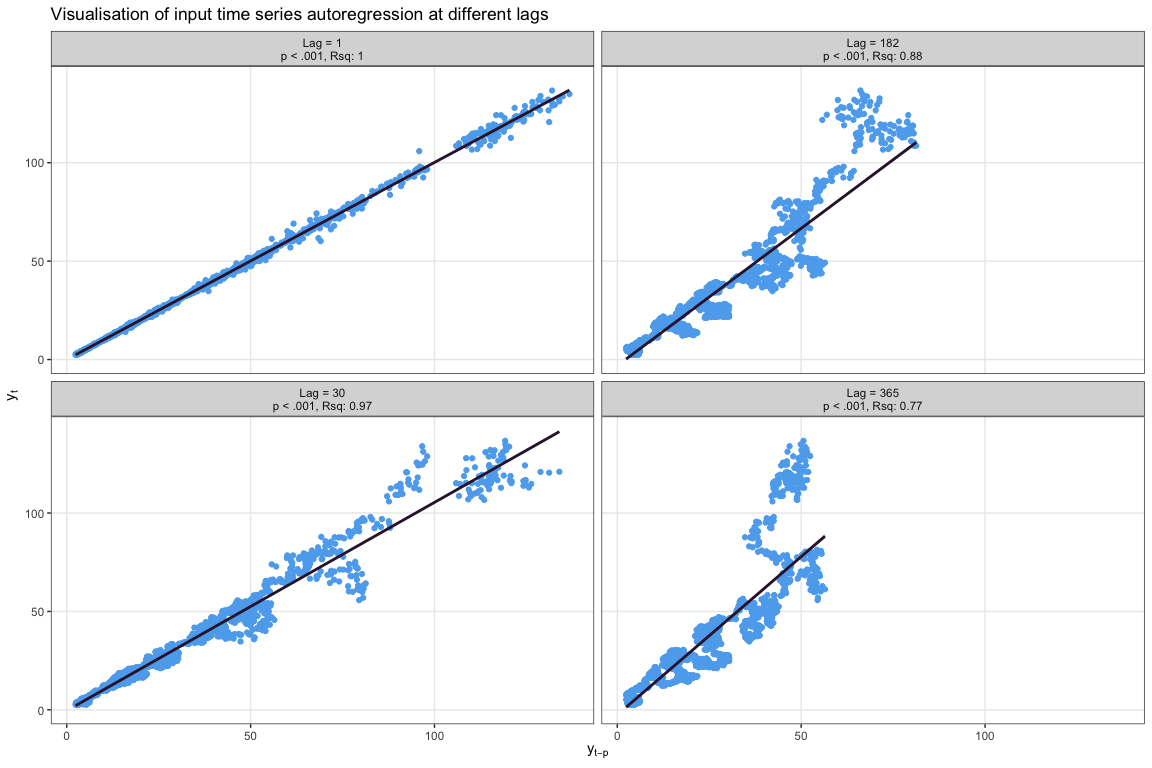 Visualisation of input time series autoregression at different lags
Lag = 1
p < .001, Rsq: 1
Lag = 182
p < .001, Rsq: 0.88
100
50
0
Lag = 30
p < .001, Rsq: 0.97
Lag = 365
p < .001, Rsq: 0.77
100
50
0
yt
0
50
100
0
50
100
yt−p